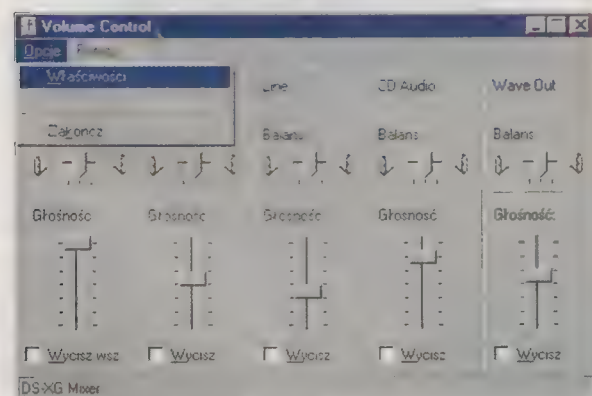 Volume Control
Opcje
Właściwości
Zakończ
Line
CD Audio
Wave Out
Balans
Balans
Balans
Głośność
Głośność
Głośność
Głośność
Głośność:
Wycisz wsz
Wycisz
Wycisz
Wycisz
Wycisz
DS-XG Mixer